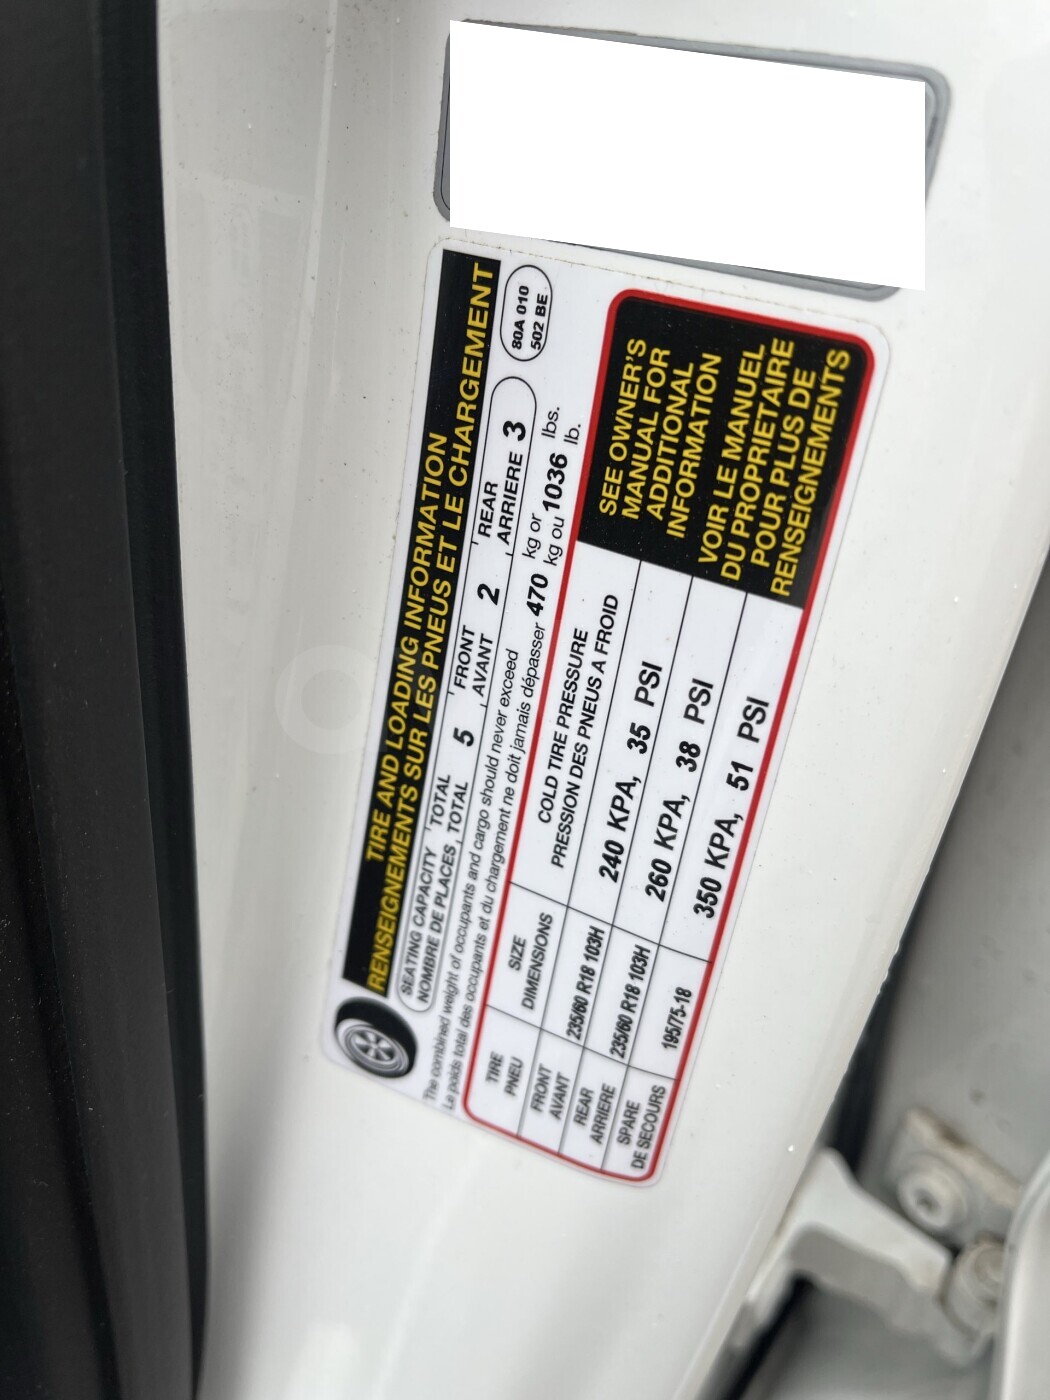 TIRE AND LOADING INFORMATION
RENSEIGNEMENTS SUR LES PNEUS ET LE CHARGEMENT
80A 010
502 BE
SEATING CAPACITY TOTAL FRONT REAR
NOMBRE DE PLACES TOTAL 5 AVANT 2 ARRIERE 3
The combined weight of occupants and cargo should never exceed kg or lbs.
Le poids total des occupants et du chargement ne doit jamais dépasser 470 kg ou 1036 lb.
TIRE SIZE COLD TIRE PRESSURE
PNEU DIMENSIONS PRESSION DES PNEUS A FROID
FRONT
AVANT 235/60 R18 103H 240 KPA, 35 PSI
REAR
ARRIERE 235/60 R18 103H 260 KPA, 38 PSI
SPARE
DE SECOURS 195/75-18 350 KPA, 51 PSI
SEE OWNER'S
MANUAL FOR
ADDITIONAL
INFORMATION
VOIR LE MANUEL
DU PROPRIETAIRE
POUR PLUS DE
RENSEIGNEMENTS